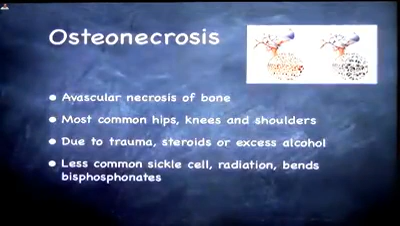 Osteonecrosis
Avascular necrosis of bone
Most common hips, knees and shoulders
Due to trauma, steroids or excess alcohol
Less common sickle cell, radiation, bends
bisphosphonates